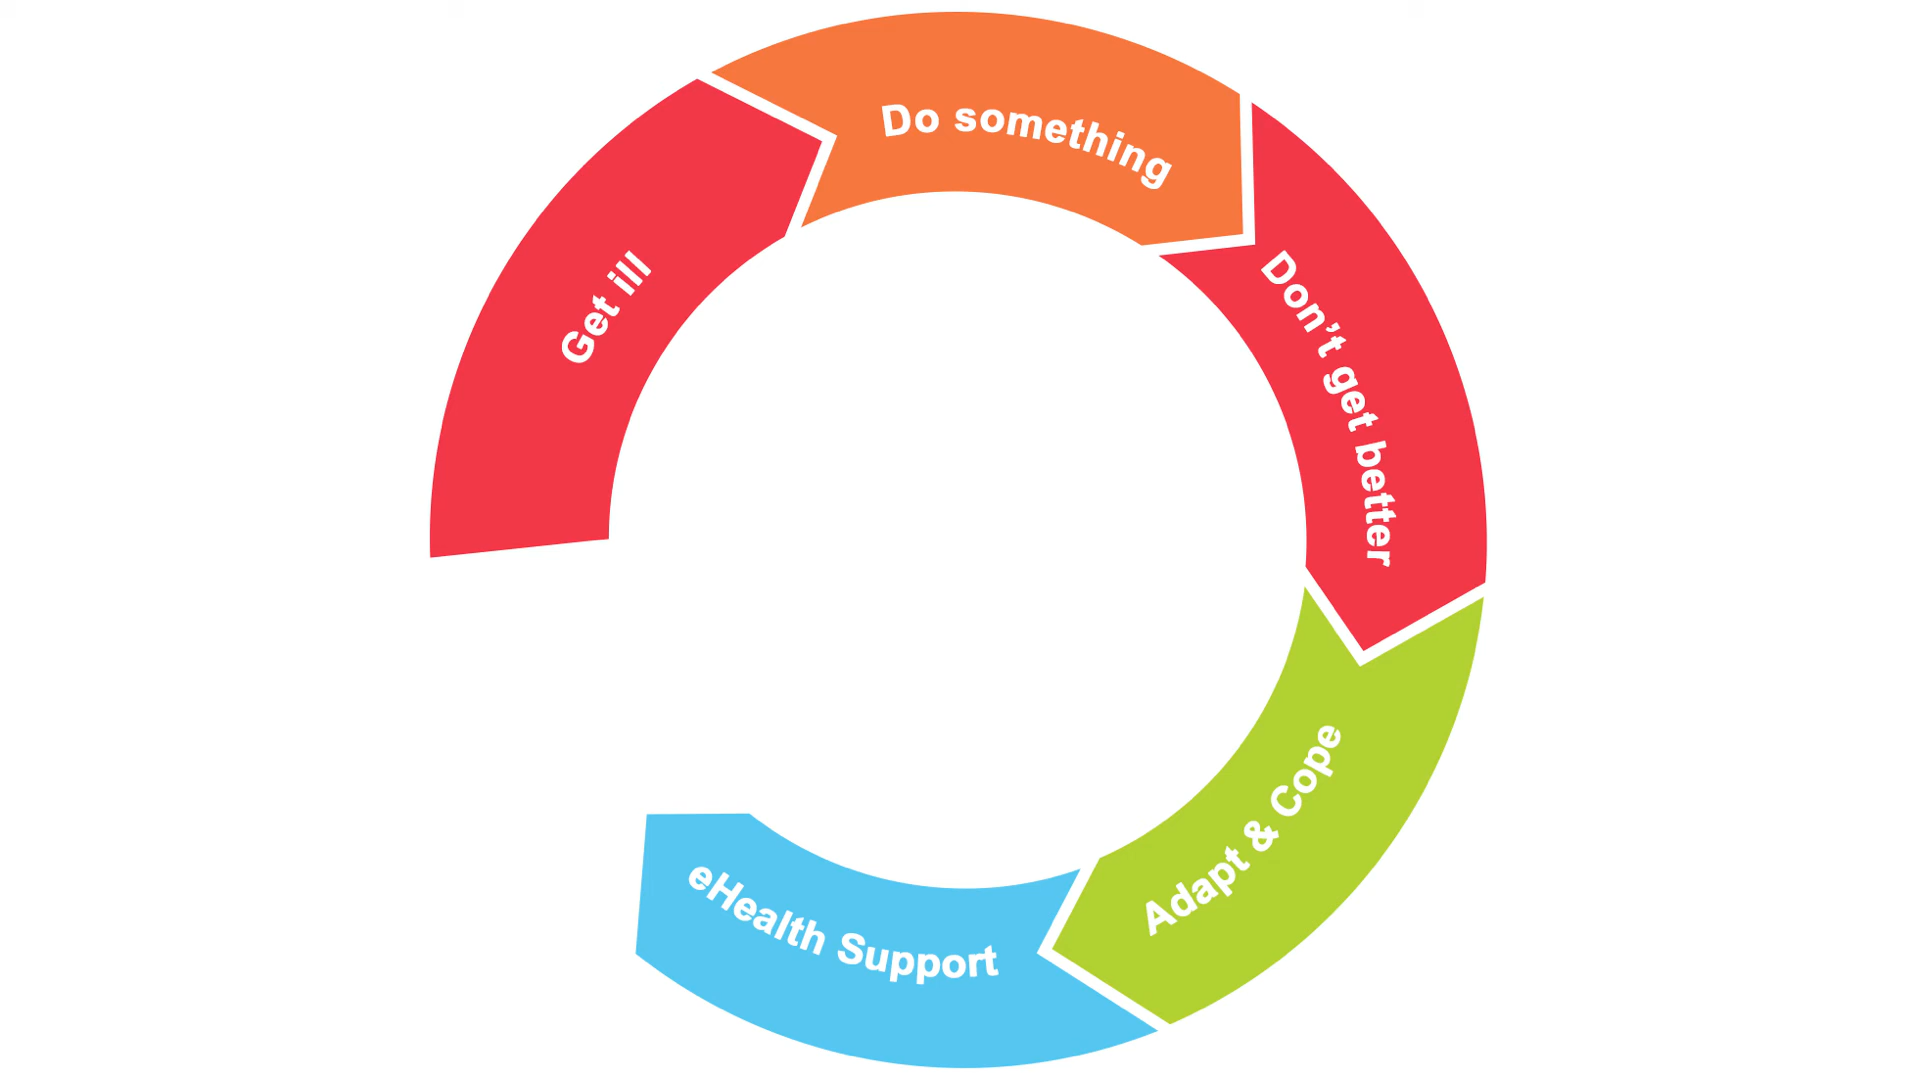 Get ill
Do something
Don’t get better
Adapt & Cope
eHealth Support